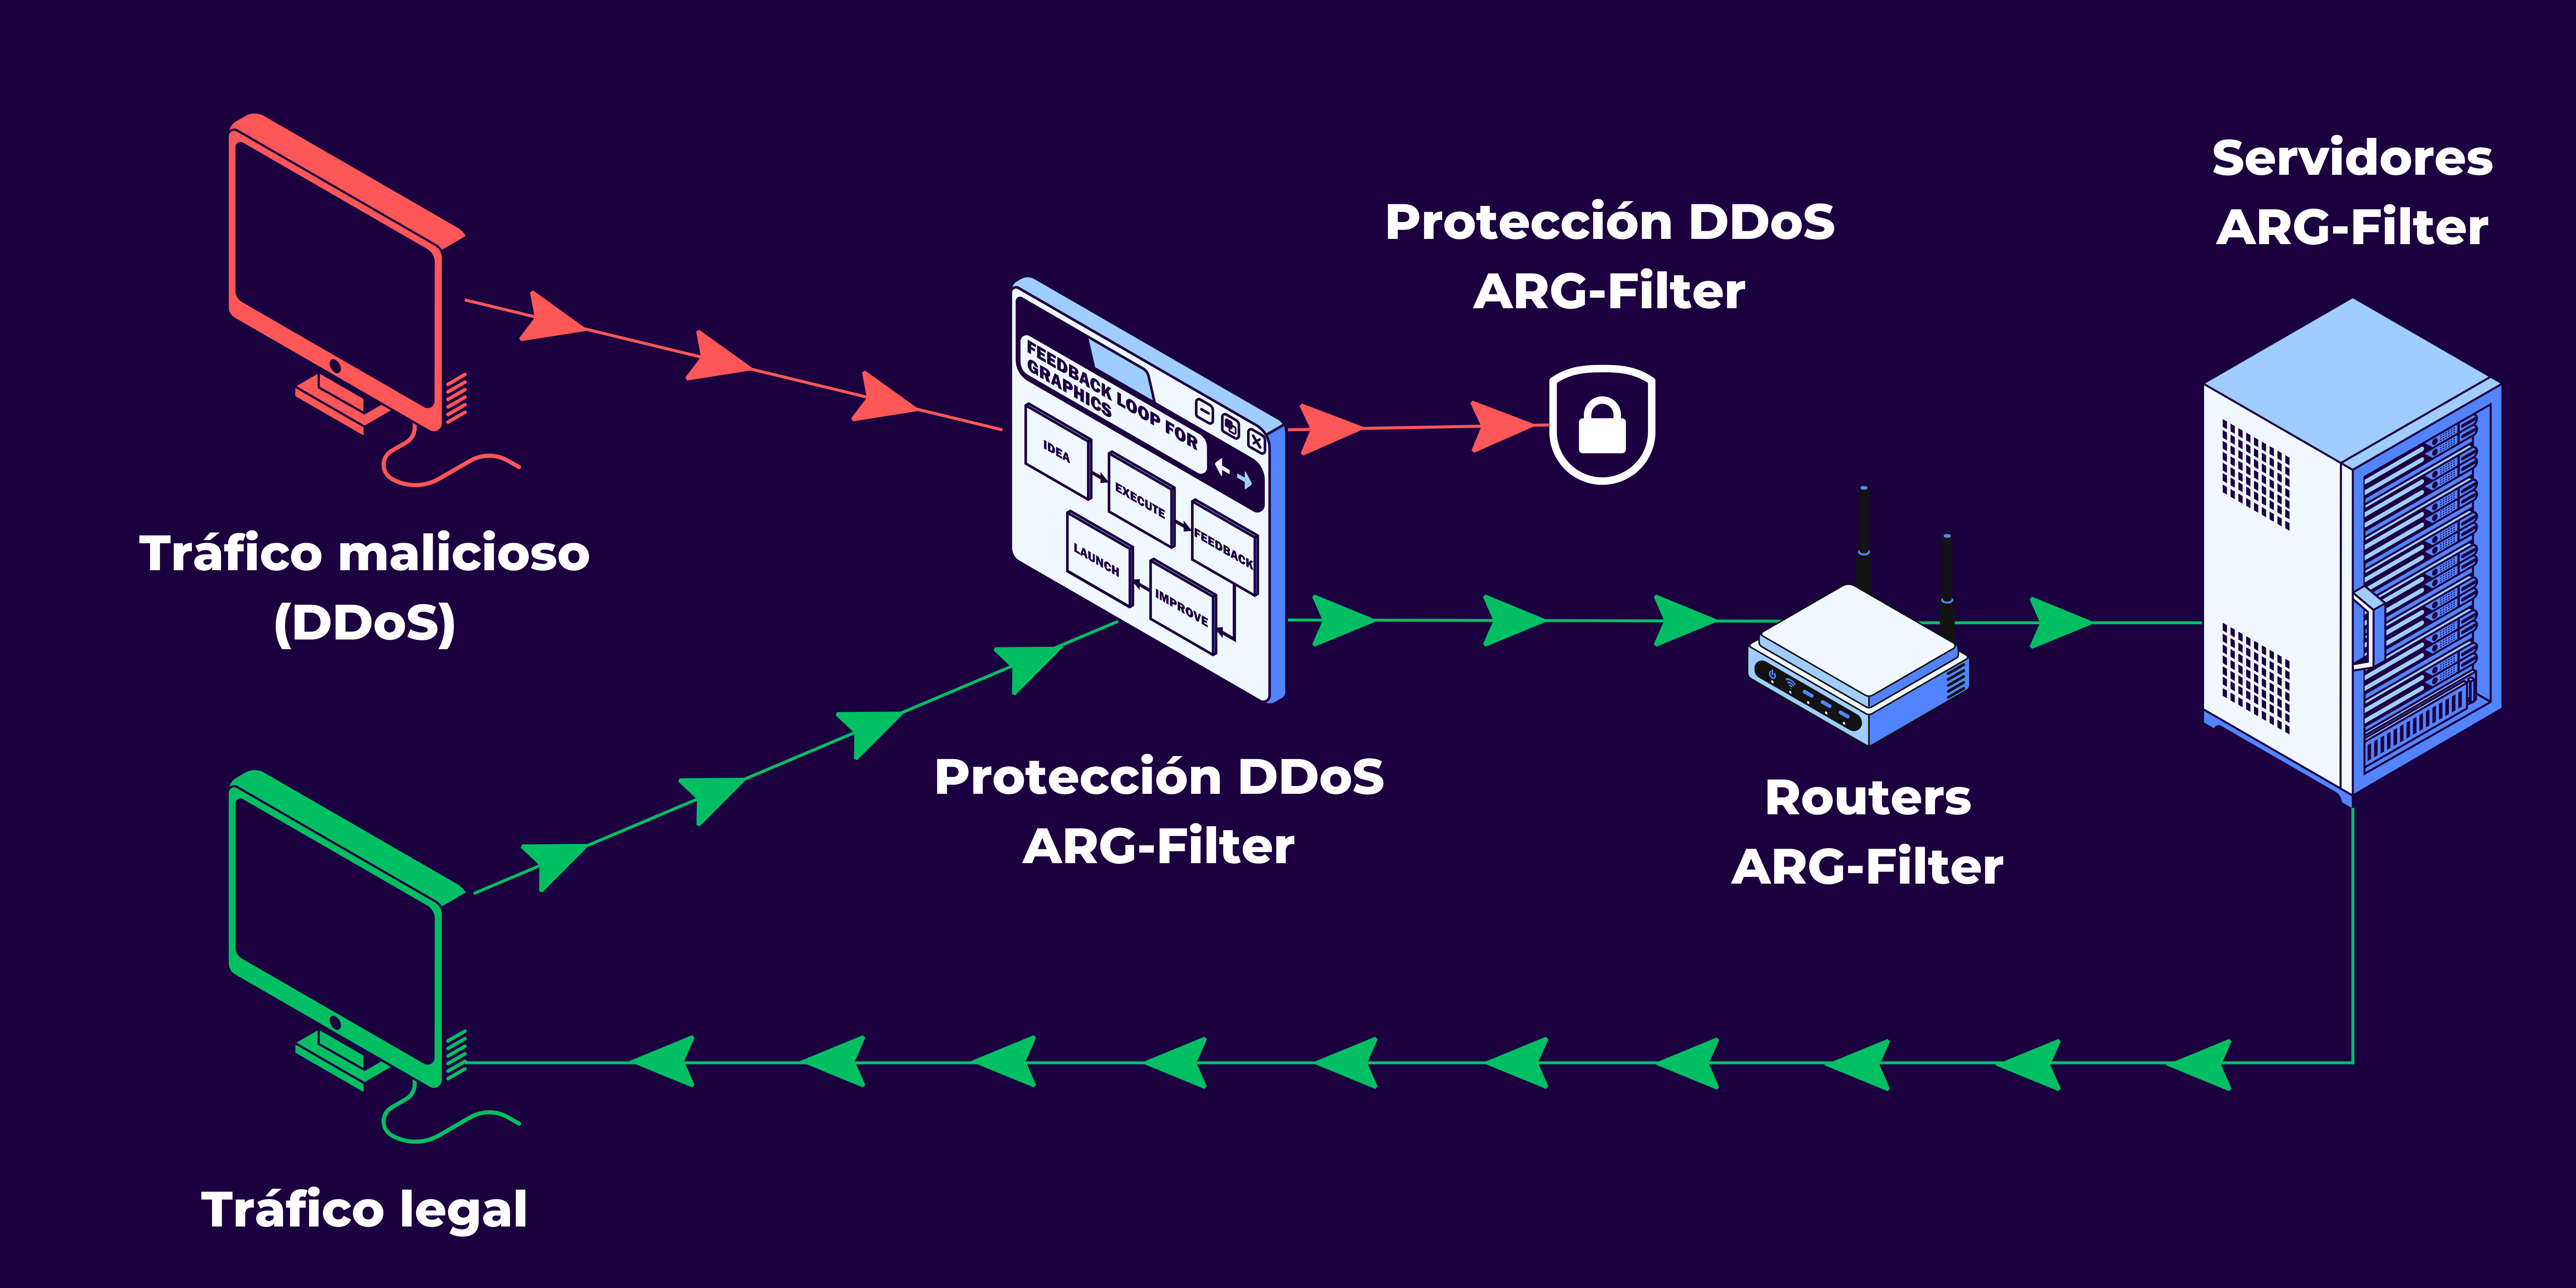 Servidores
ARG-Filter
Protección DDoS
ARG-Filter
FEEDBACK LOOP FOR
GRAPHICS
IDEA
EXECUTE
FEEDBACK
LAUNCH
IMPROVE
Tráfico malicioso
(DDoS)
Protección DDoS
ARG-Filter
Routers
ARG-Filter
Tráfico legal